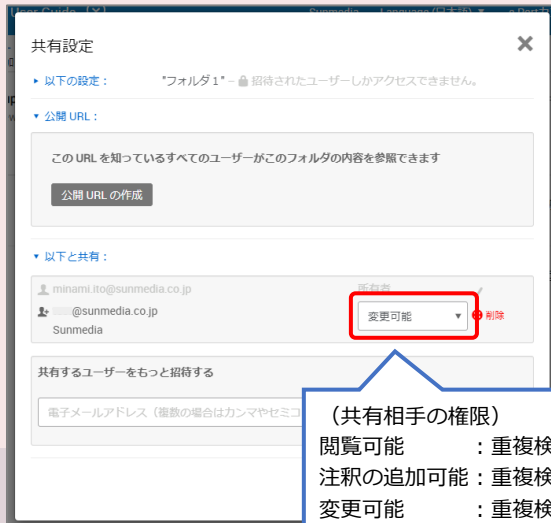 User Guide (×)
Sunmedia Language (日本語) ▼
共有設定
以下の設定： "フォルダ１" – 招待されたユーザーしかアクセスできません。
公開 URL：
この URL を知っているすべてのユーザーがこのフォルダの内容を参照できます
公開 URL の作成
以下と共有：
minami.ito@sunmedia.co.jp 所有者
@sunmedia.co.jp 変更可能 削除
Sunmedia
共有するユーザーをもっと招待する
電子メールアドレス（複数の場合はカンマやセミコ
（共有相手の権限）
閲覧可能 ：重複検
注釈の追加可能：重複検
変更可能 ：重複検